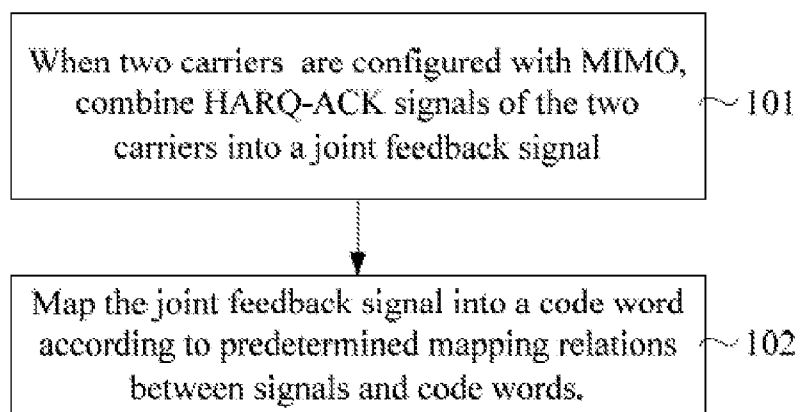 When two carriers are configured with MIMO,
combine HARQ-ACK signals of the two
carriers into a joint feedback signal
101
Map the joint feedback signal into a code word
according to predetermined mapping relations
between signals and code words.
102